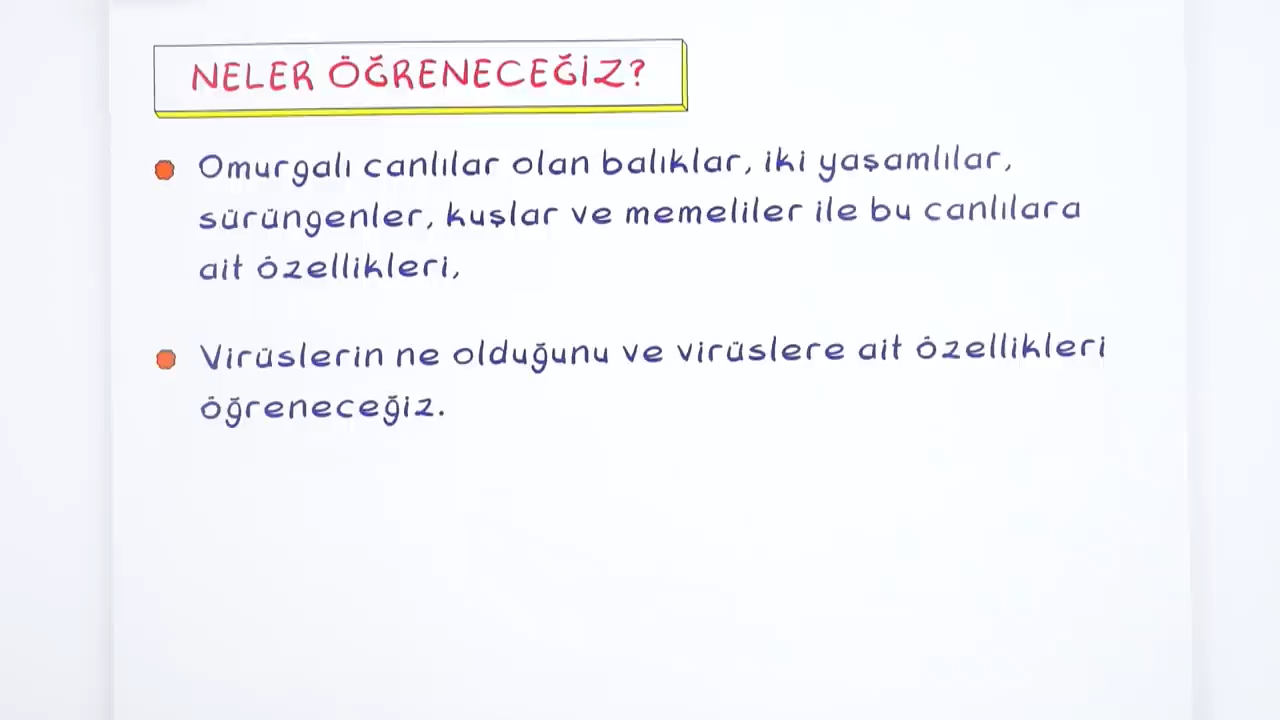 NELER ÖĞRENECEĞİZ?
Omurgalı canlılar olan balıklar, iki yaşamlılar,
sürüngenler, kuşlar ve memeliler ile bu canlılara
ait özellikleri,
Virüslerin ne olduğunu ve virüslere ait özellikleri
öğreneceğiz.